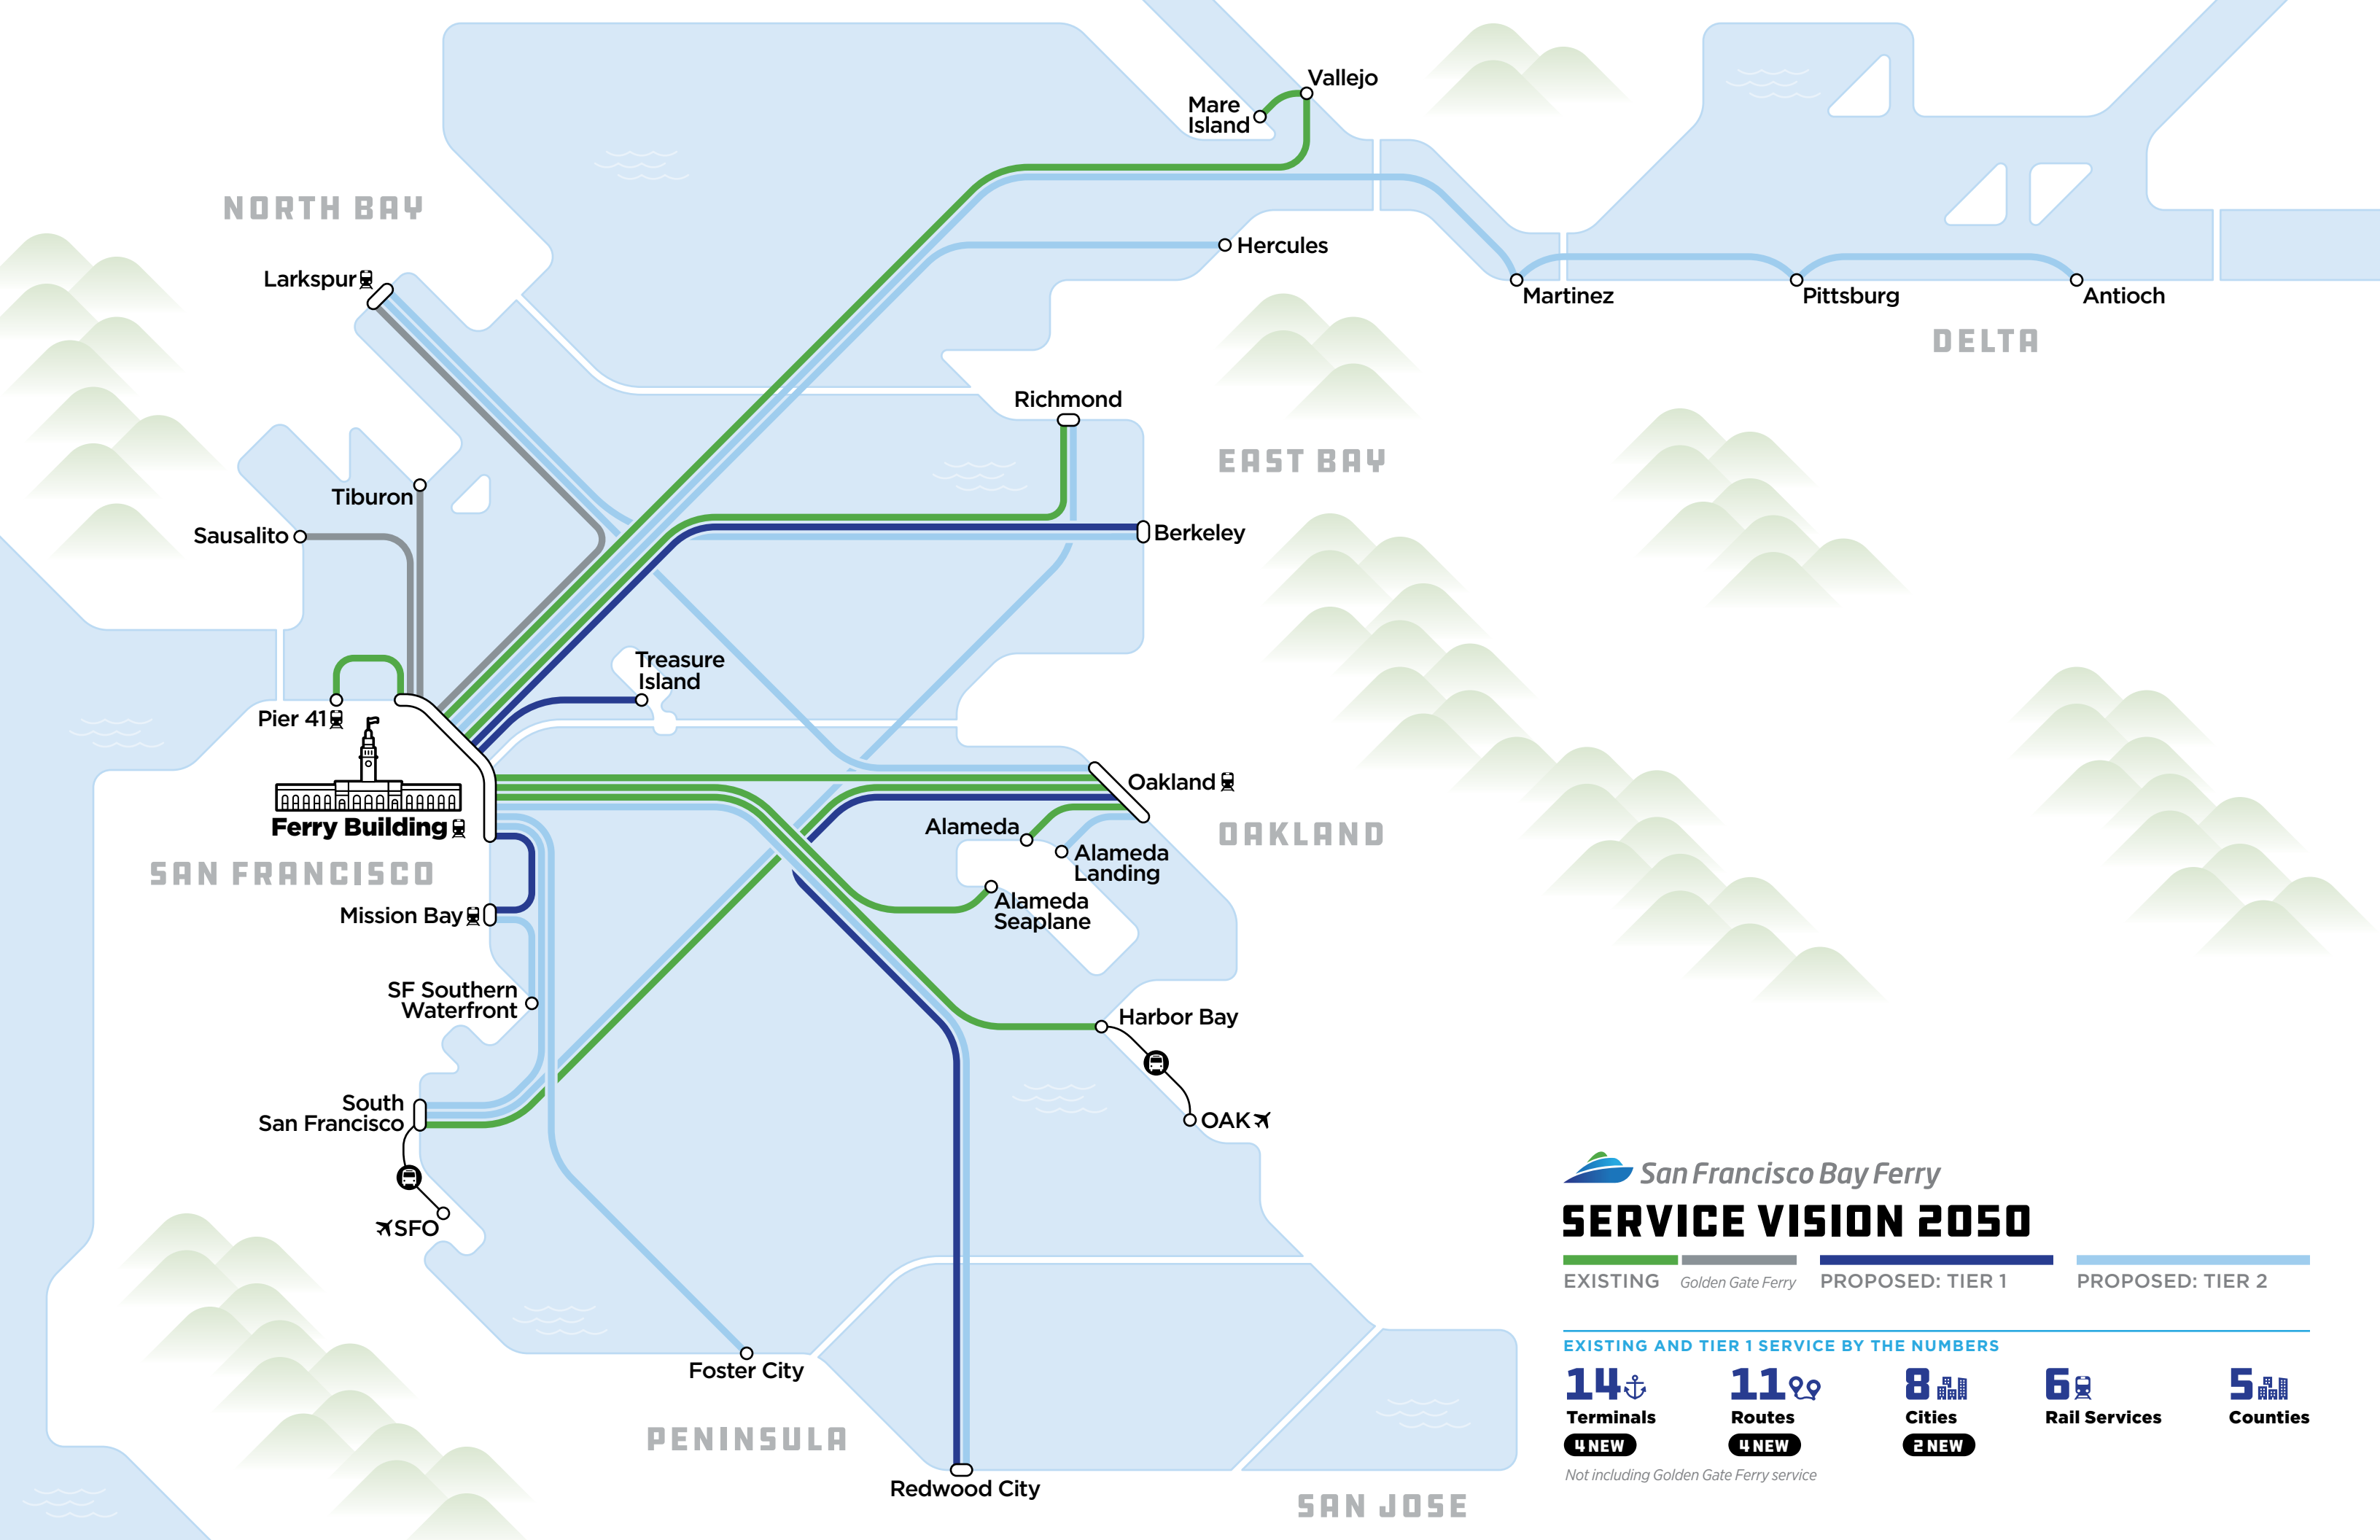 Vallejo
Mare
Island
NORTH BAY
Hercules
Larkspur
Martinez
Pittsburg
Antioch
DELTA
Richmond
EAST BAY
Tiburon
Sausalito
Berkeley
Treasure
Island
Pier 41
Oakland
Ferry Building
Alameda
OAKLAND
Alameda
Landing
SAN FRANCISCO
Alameda
Seaplane
Mission Bay
SF Southern
Waterfront
Harbor Bay
South
San Francisco
OAK
SFO
Foster City
PENINSULA
Redwood City
SAN JOSE
San Francisco Bay Ferry
SERVICE VISION 2050
EXISTING Golden Gate Ferry PROPOSED: TIER 1 PROPOSED: TIER 2
EXISTING AND TIER 1 SERVICE BY THE NUMBERS
14 11 8 6 5
Terminals Routes Cities Rail Services Counties
4 NEW 4 NEW 2 NEW
Not including Golden Gate Ferry service